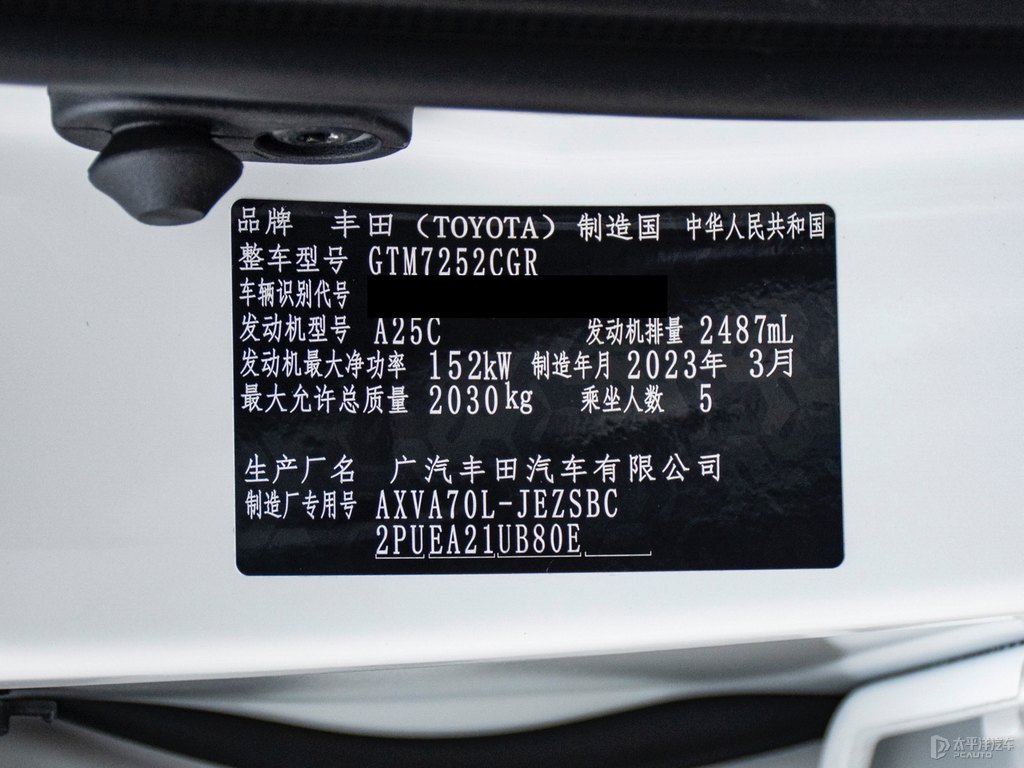 品牌 丰田（TOYOTA）制造国 中华人民共和国
整车型号 GTM7252CGR
车辆识别代号
发动机型号 A25C 发动机排量 2487mL
发动机最大净功率 152kW 制造年月 2023年 3月
最大允许总质量 2030kg 乘坐人数 5
生产厂名 广汽丰田汽车有限公司
制造厂专用号 AXVA70L-JEZSBC
2PUEA21UB80E
太平洋汽车
PCAUTO